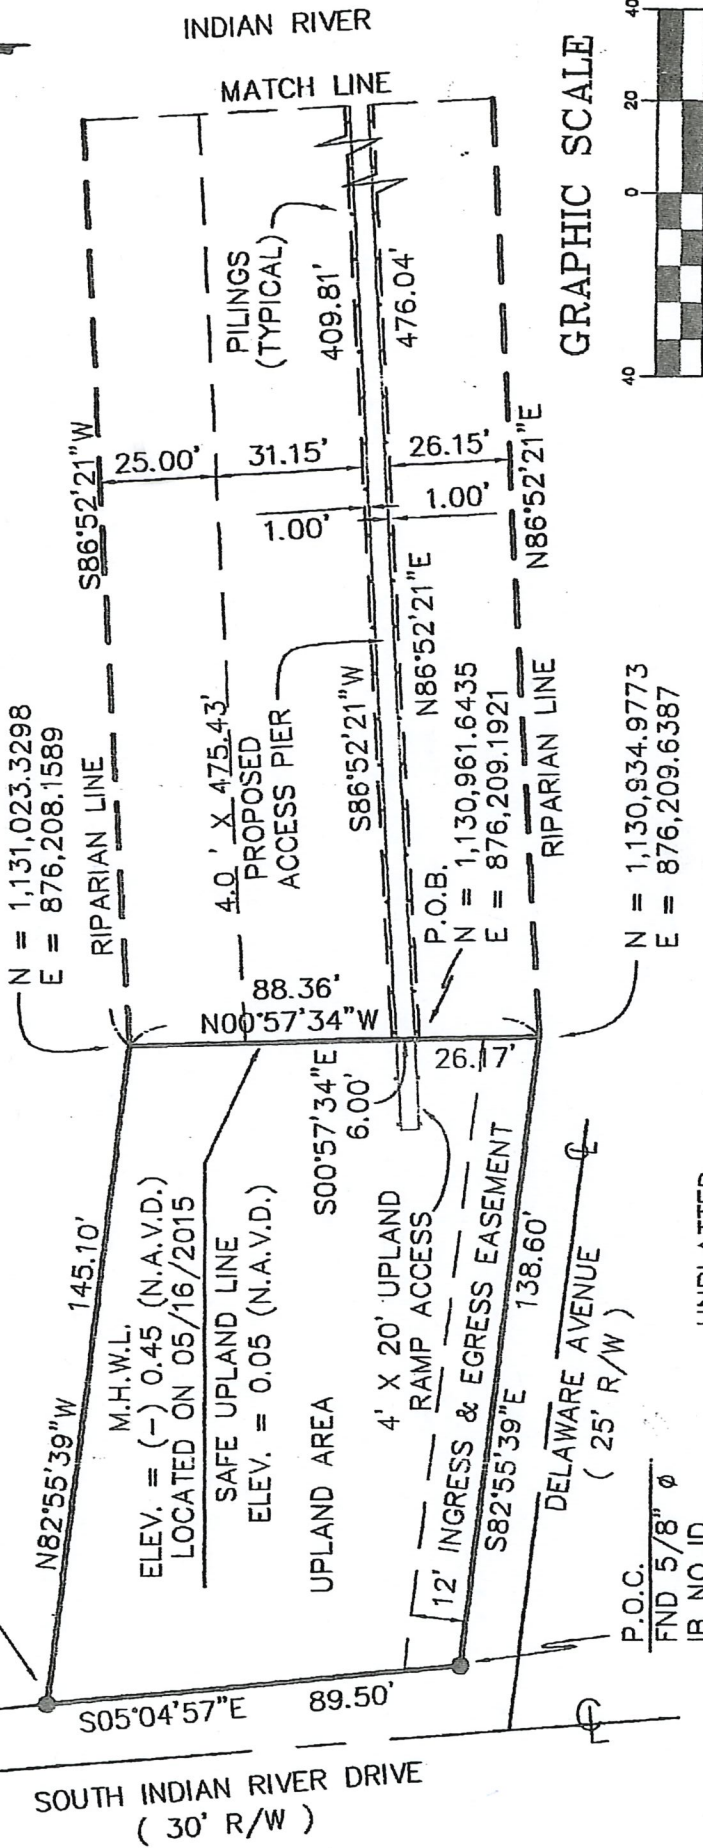 INDIAN RIVER
MATCH LINE
GRAPHIC SCALE
40
20
0
40
PILINGS
(TYPICAL)
409.81'
476.04'
S86°52'21"W
25.00'
31.15'
26.15'
1.00'
1.00'
N86°52'21"E
N86°52'21"E
S86°52'21"W
N = 1,131,023.3298
E = 876,208.1589
RIPARIAN LINE
4.0 ' X 475.43'
PROPOSED
ACCESS PIER
P.O.B.
N = 1,130,961.6435
E = 876,209.1921
RIPARIAN LINE
N = 1,130,934.9773
E = 876,209.6387
88.36'
N00°57'34"W
S00°57'34"E
6.00'
26.17'
N82°55'39"W
145.10'
M.H.W.L.
ELEV. = (-) 0.45 (N.A.V.D.)
LOCATED ON 05/16/2015
SAFE UPLAND LINE
ELEV. = 0.05 (N.A.V.D.)
UPLAND AREA
4' X 20' UPLAND
RAMP ACCESS
12' INGRESS & EGRESS EASEMENT
S82°55'39"E
138.60'
DELAWARE AVENUE
( 25' R/W )
P.O.C.
FND 5/8" ø
IR NO ID
S05°04'57"E
89.50'
SOUTH INDIAN RIVER DRIVE
( 30' R/W )